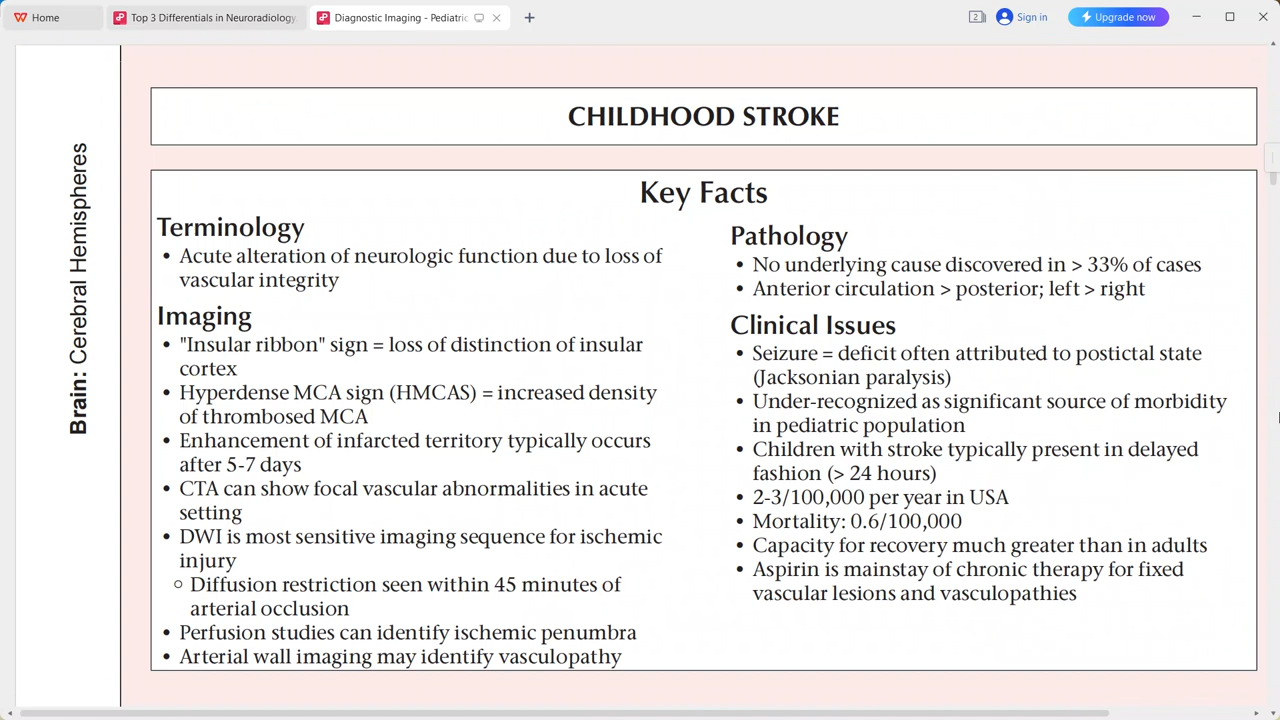 Home
Top 3 Differentials in Neuroradiology.
Diagnostic Imaging - Pediatric
2
Sign in
Upgrade now
CHILDHOOD STROKE
Brain: Cerebral Hemispheres
Key Facts
Terminology
• Acute alteration of neurologic function due to loss of
vascular integrity
Imaging
• "Insular ribbon" sign = loss of distinction of insular
cortex
• Hyperdense MCA sign (HMCAS) = increased density
of thrombosed MCA
• Enhancement of infarcted territory typically occurs
after 5-7 days
• CTA can show focal vascular abnormalities in acute
setting
• DWI is most sensitive imaging sequence for ischemic
injury
○ Diffusion restriction seen within 45 minutes of
arterial occlusion
• Perfusion studies can identify ischemic penumbra
• Arterial wall imaging may identify vasculopathy
Pathology
• No underlying cause discovered in > 33% of cases
• Anterior circulation > posterior; left > right
Clinical Issues
• Seizure = deficit often attributed to postictal state
(Jacksonian paralysis)
• Under-recognized as significant source of morbidity
in pediatric population
• Children with stroke typically present in delayed
fashion (> 24 hours)
• 2-3/100,000 per year in USA
• Mortality: 0.6/100,000
• Capacity for recovery much greater than in adults
• Aspirin is mainstay of chronic therapy for fixed
vascular lesions and vasculopathies